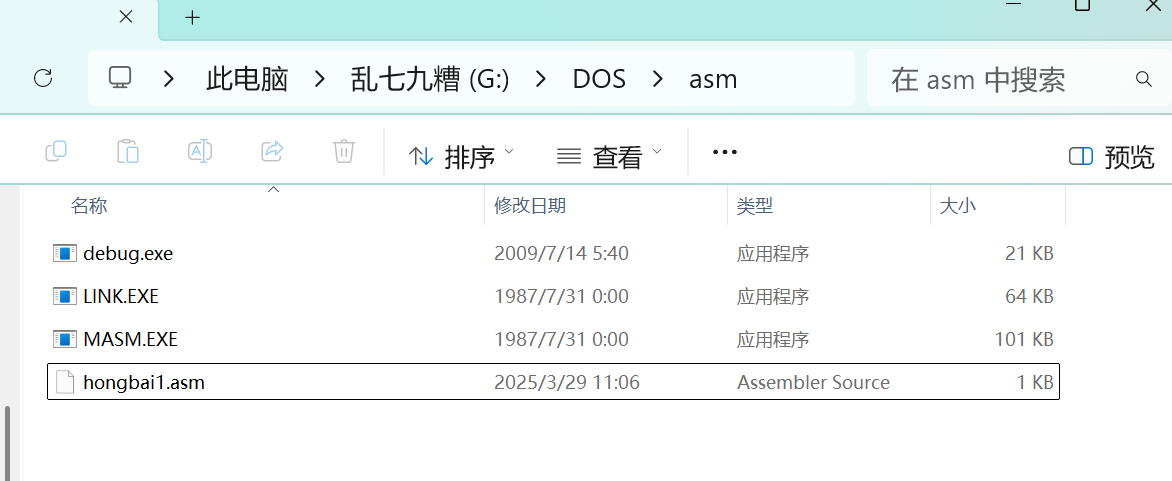 此电脑 乱七九糟 (G:) DOS asm 在 asm 中搜索
排序 查看 预览
名称 修改日期 类型 大小
debug.exe 2009/7/14 5:40 应用程序 21 KB
LINK.EXE 1987/7/31 0:00 应用程序 64 KB
MASM.EXE 1987/7/31 0:00 应用程序 101 KB
hongbai1.asm 2025/3/29 11:06 Assembler Source 1 KB